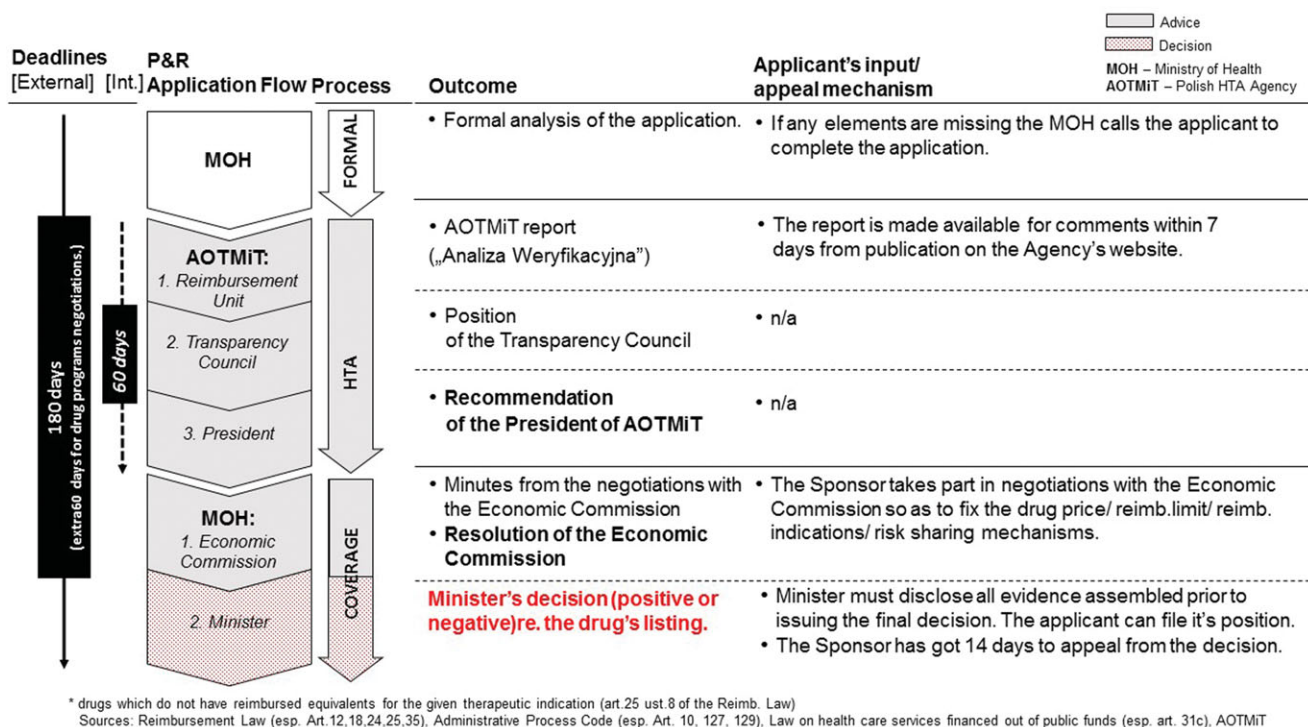 Advice
Decision
MOH – Ministry of Health
AOTMiT – Polish HTA Agency
Deadlines
[External] [Int.]
P&R
Application Flow Process
Outcome
Applicant's input/
appeal mechanism
MOH
FORMAL
• Formal analysis of the application.
• If any elements are missing the MOH calls the applicant to
complete the application.
180 days
(extra60 days for drug programs negotiations,)
60 days
AOTMiT:
1. Reimbursement
Unit
2. Transparency
Council
3. President
HTA
• AOTMiT report
(„Analiza Weryfikacyjna")
• The report is made available for comments within 7
days from publication on the Agency's website.
• Position
of the Transparency Council
• n/a
• Recommendation
of the President of AOTMiT
• n/a
MOH:
1. Economic
Commission
2. Minister
COVERAGE
• Minutes from the negotiations with
the Economic Commission
• Resolution of the Economic
Commission
• The Sponsor takes part in negotiations with the Economic
Commission so as to fix the drug price/ reimb.limit/ reimb.
indications/ risk sharing mechanisms.
Minister's decision (positive or
negative)re. the drug's listing.
• Minister must disclose all evidence assembled prior to
issuing the final decision. The applicant can file it's position.
• The Sponsor has got 14 days to appeal from the decision.
* drugs which do not have reimbursed equivalents for the given therapeutic indication (art.25 ust.8 of the Reimb. Law)
Sources: Reimbursement Law (esp. Art.12,18,24,25,35), Administrative Process Code (esp. Art. 10, 127, 129), Law on health care services financed out of public funds (esp. art. 31c), AOTMiT